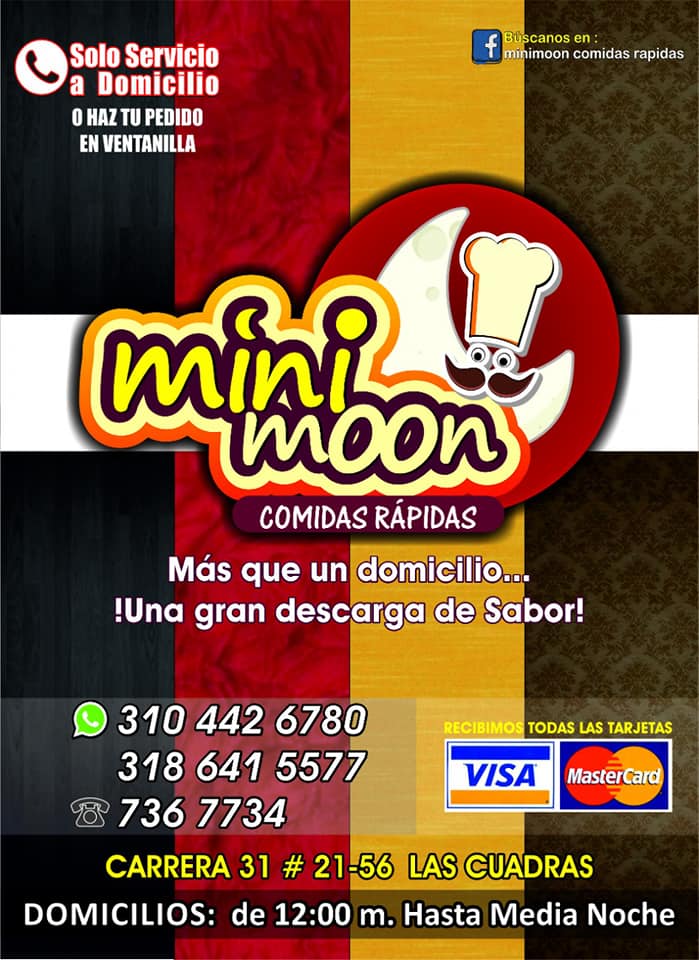 Solo Servicio
a Domicilio
O HAZ TU PEDIDO
EN VENTANILLA
Búscanos en :
minimoon comidas rapidas
mini
moon
COMIDAS RÁPIDAS
Más que un domicilio...
!Una gran descarga de Sabor!
310 442 6780
318 641 5577
736 7734
RECIBIMOS TODAS LAS TARJETAS
VISA
MasterCard
CARRERA 31 # 21-56 LAS CUADRAS
DOMICILIOS: de 12:00 m. Hasta Media Noche